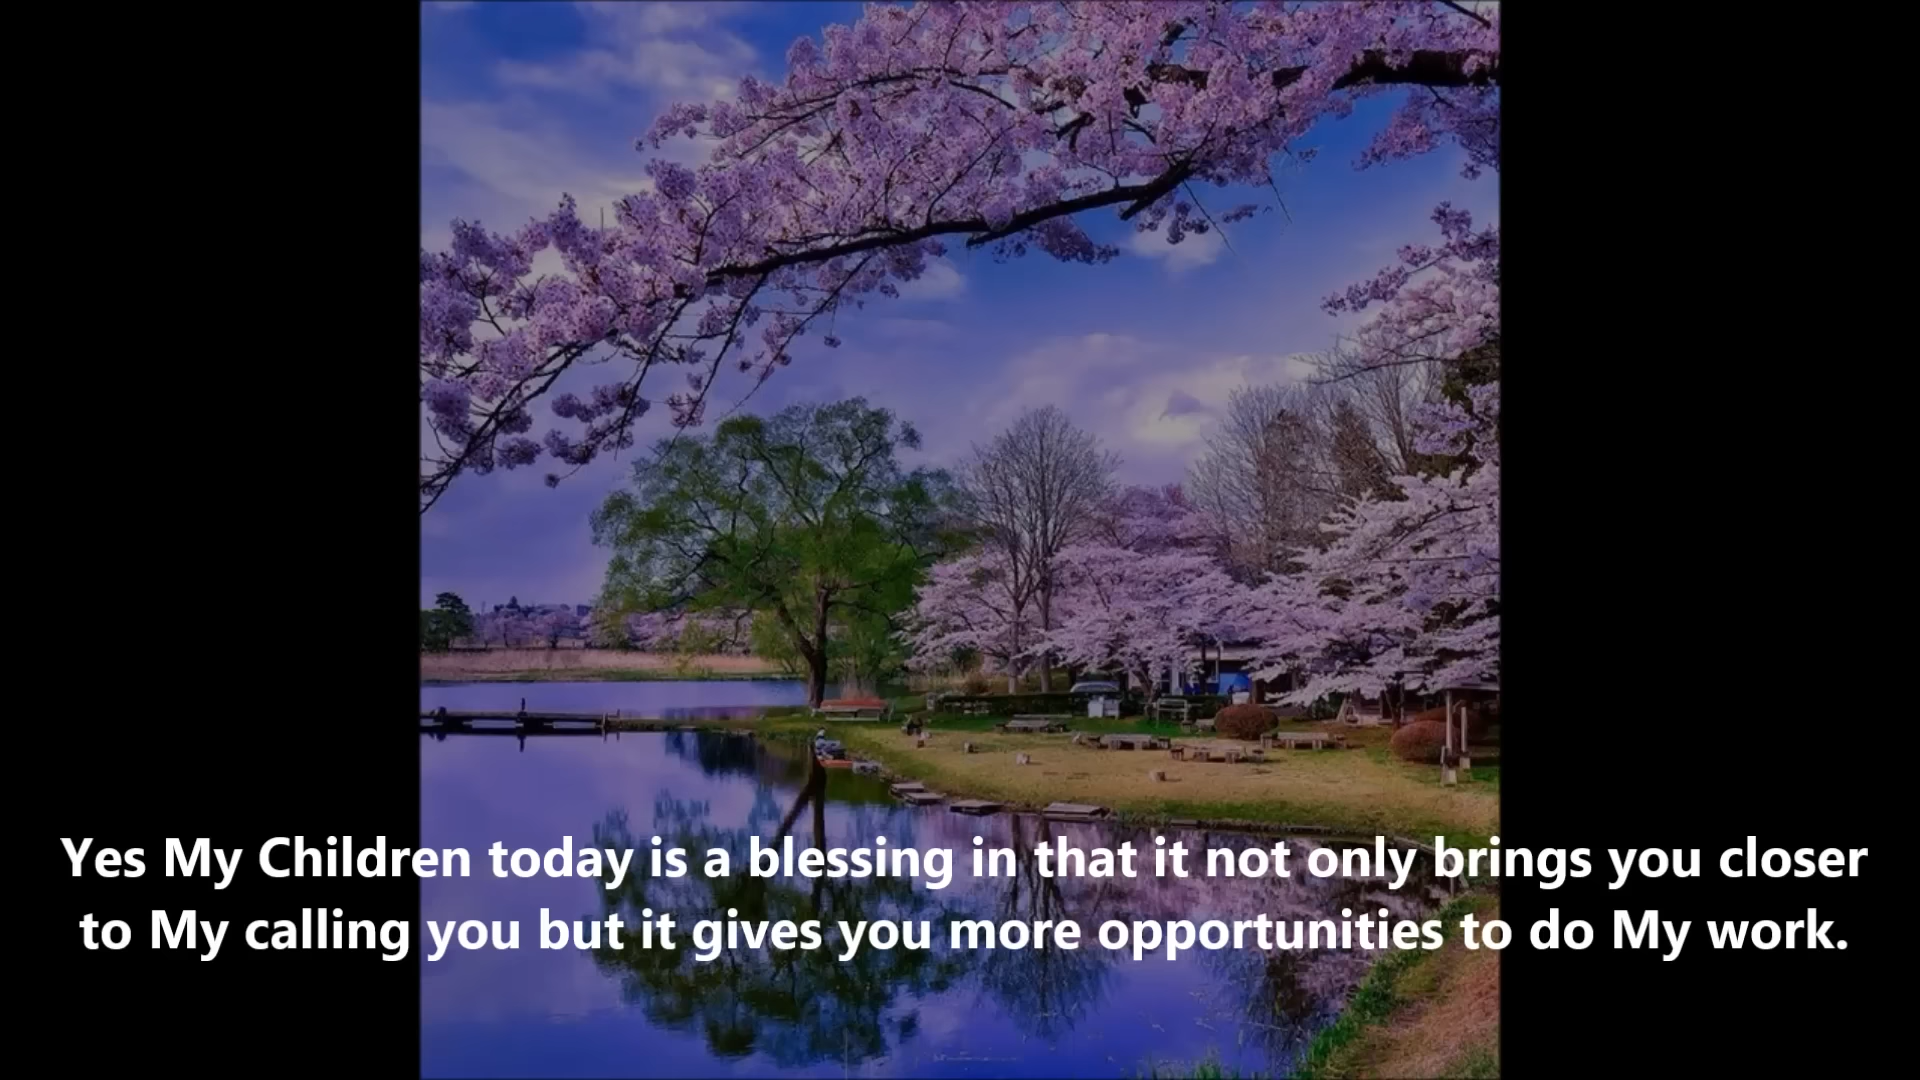 Yes My Children today is a blessing in that it not only brings you closer
to My calling you but it gives you more opportunities to do My work.